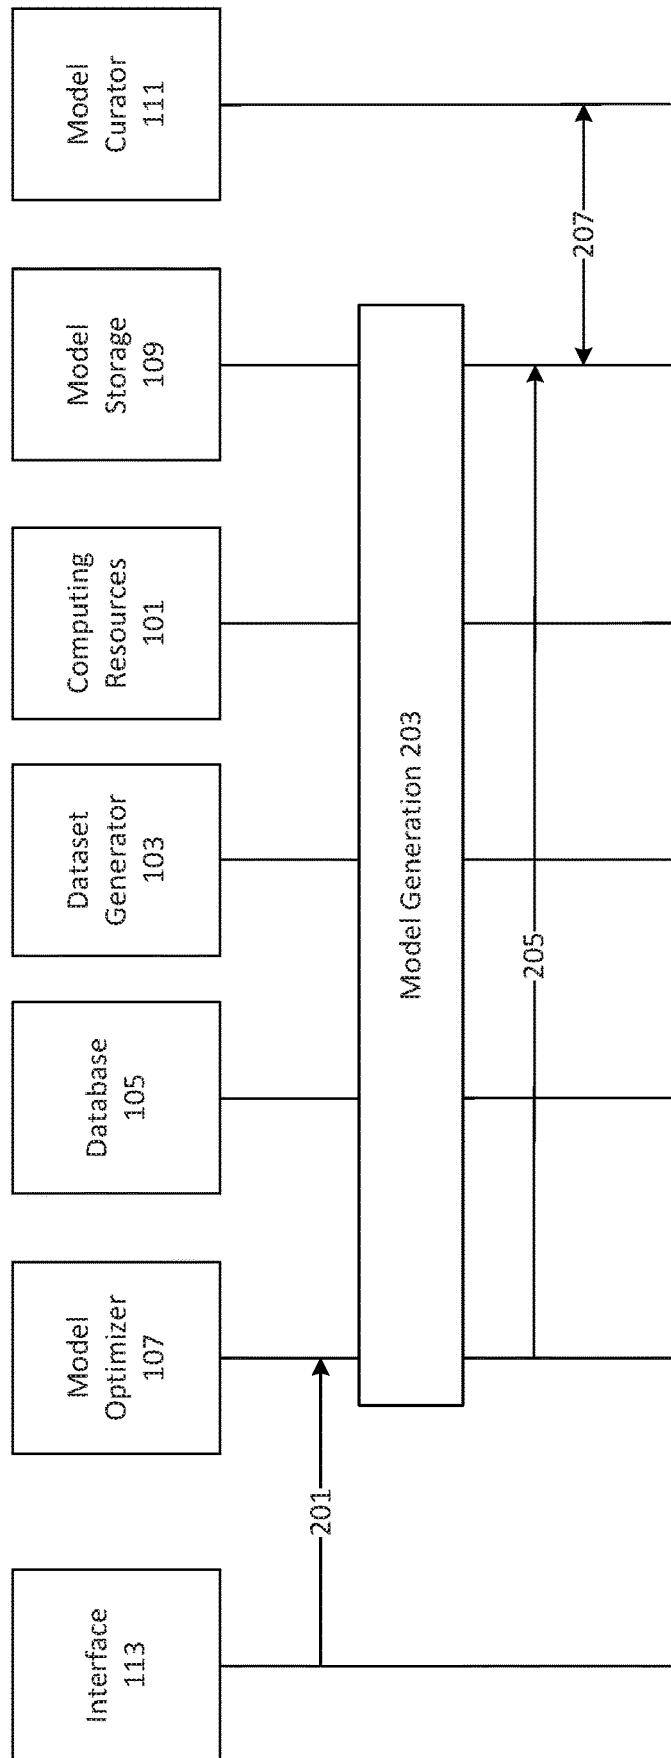 Interface
113
Model
Optimizer
107
Database
105
Dataset
Generator
103
Computing
Resources
101
Model
Storage
109
Model
Curator
111
201
Model Generation 203
205
207